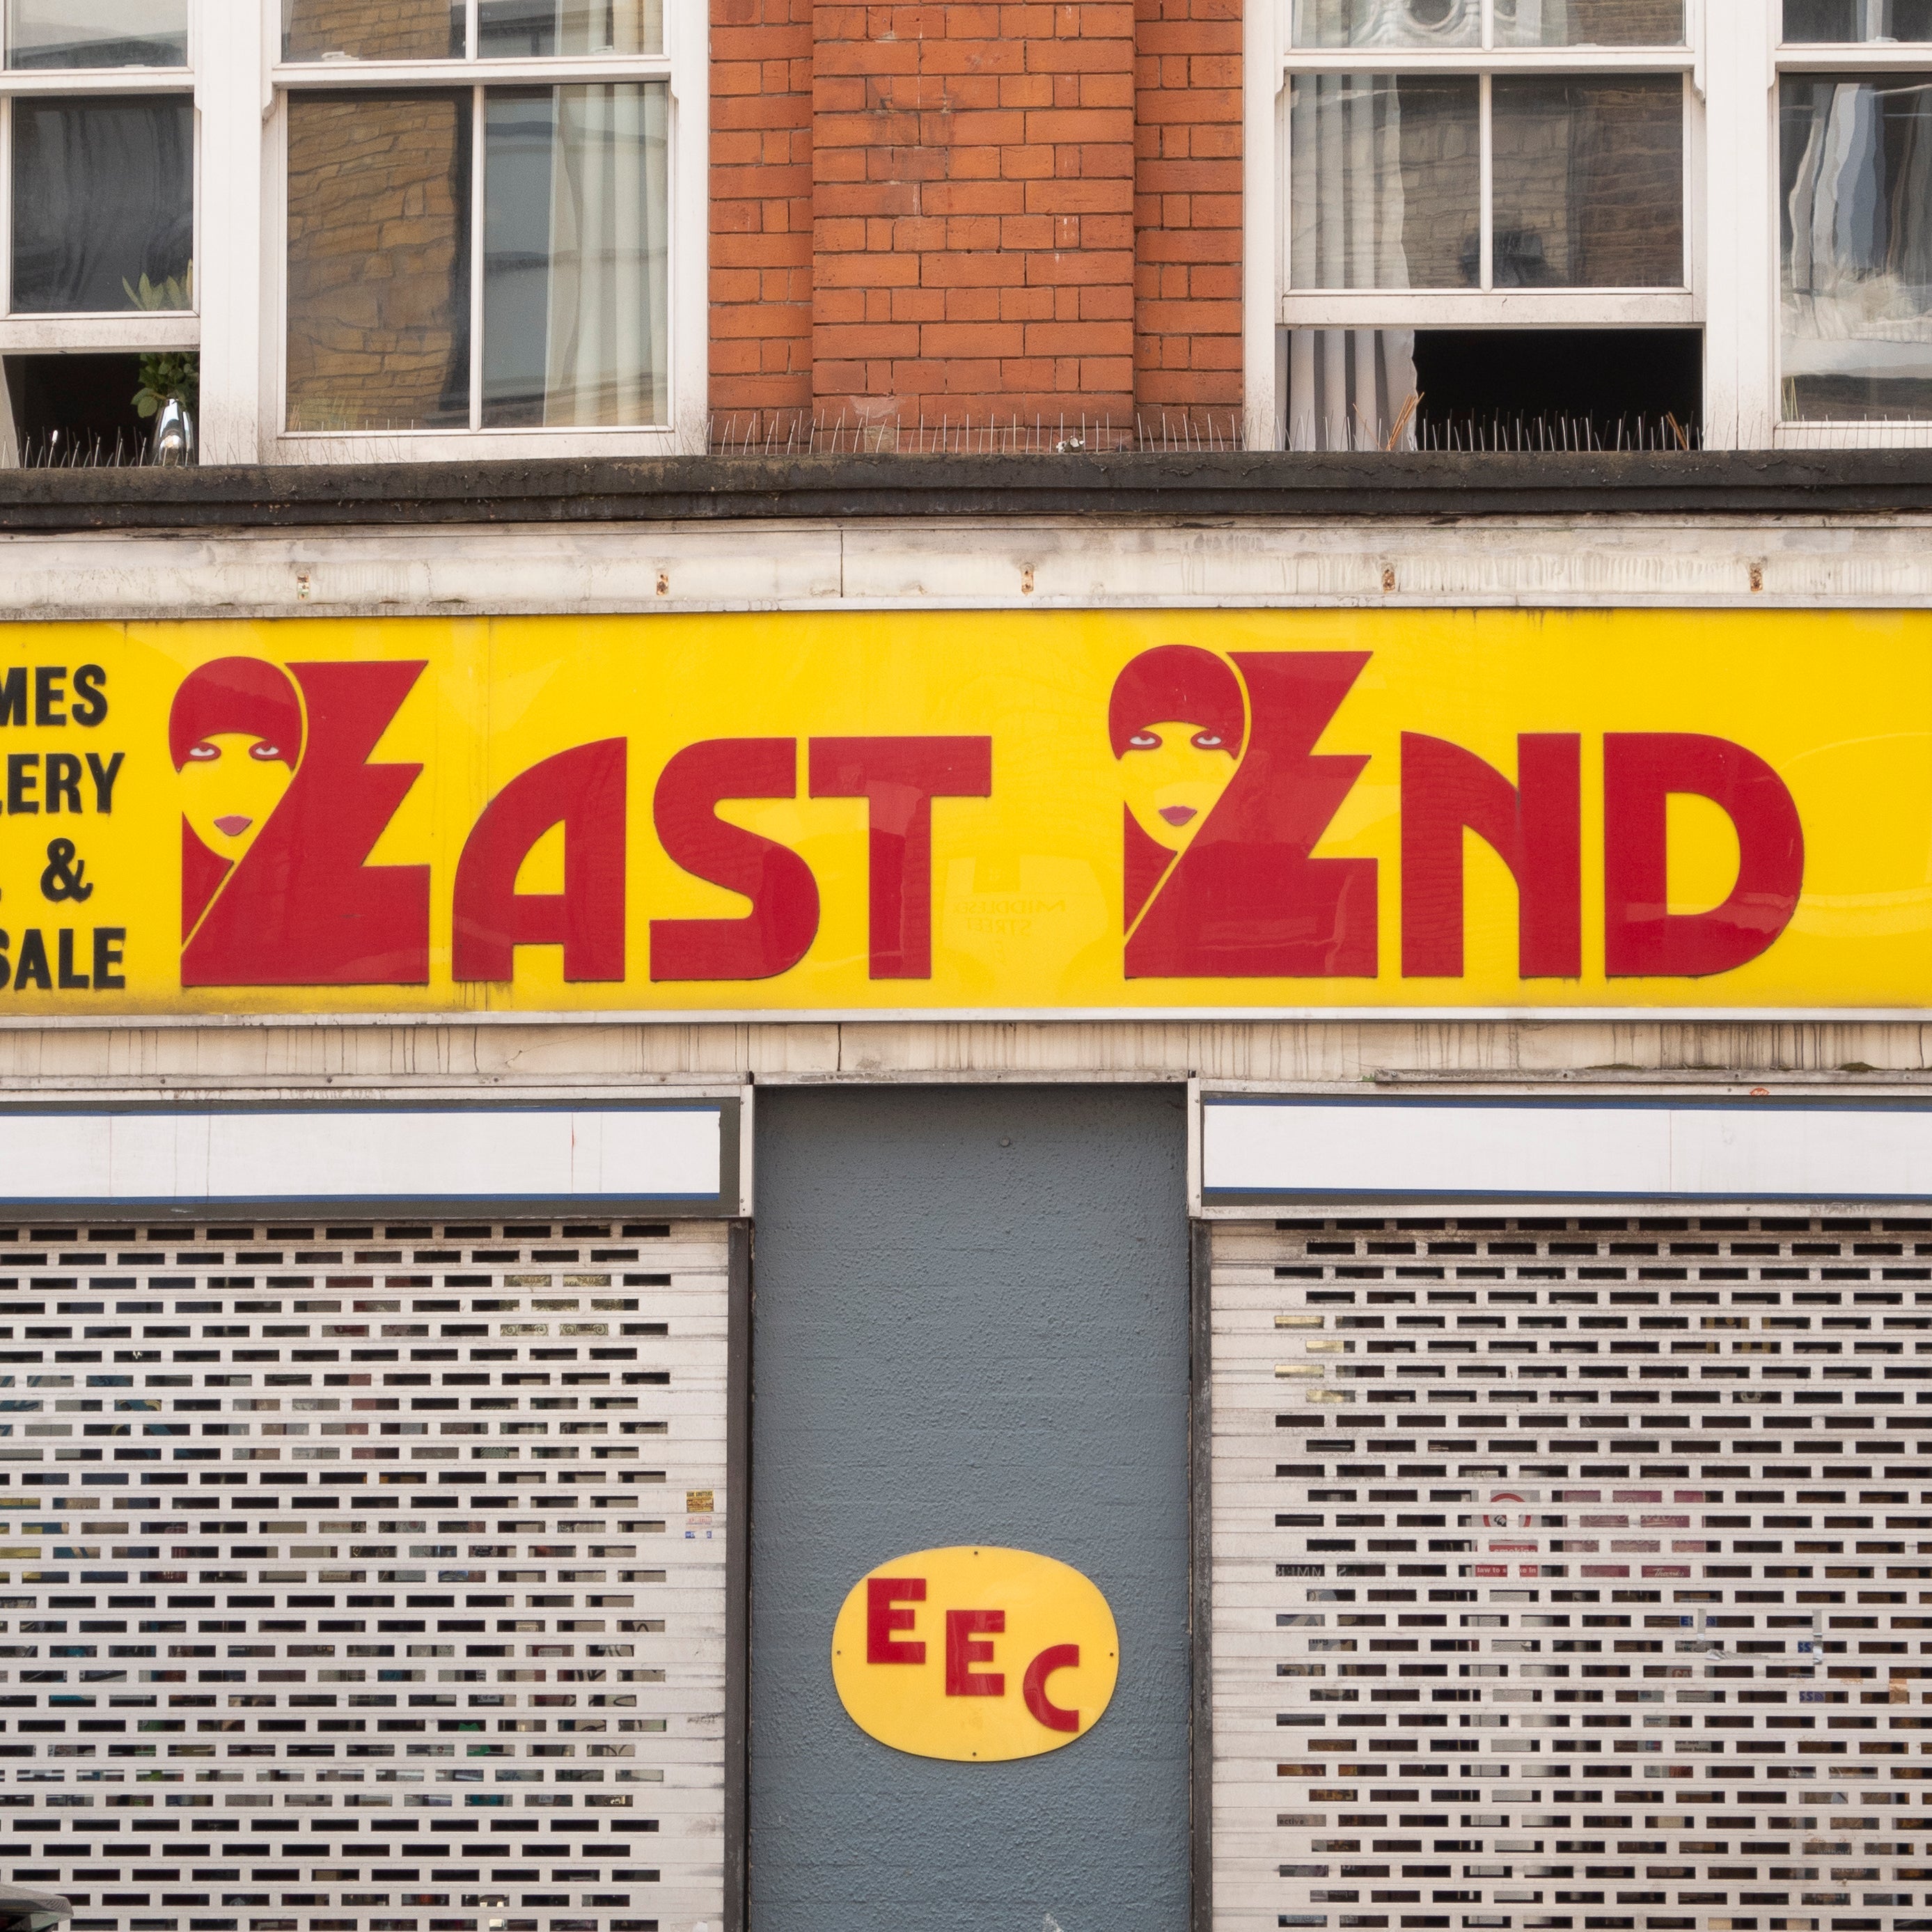 MES
LERY
&
SALE
EAST END
EEC